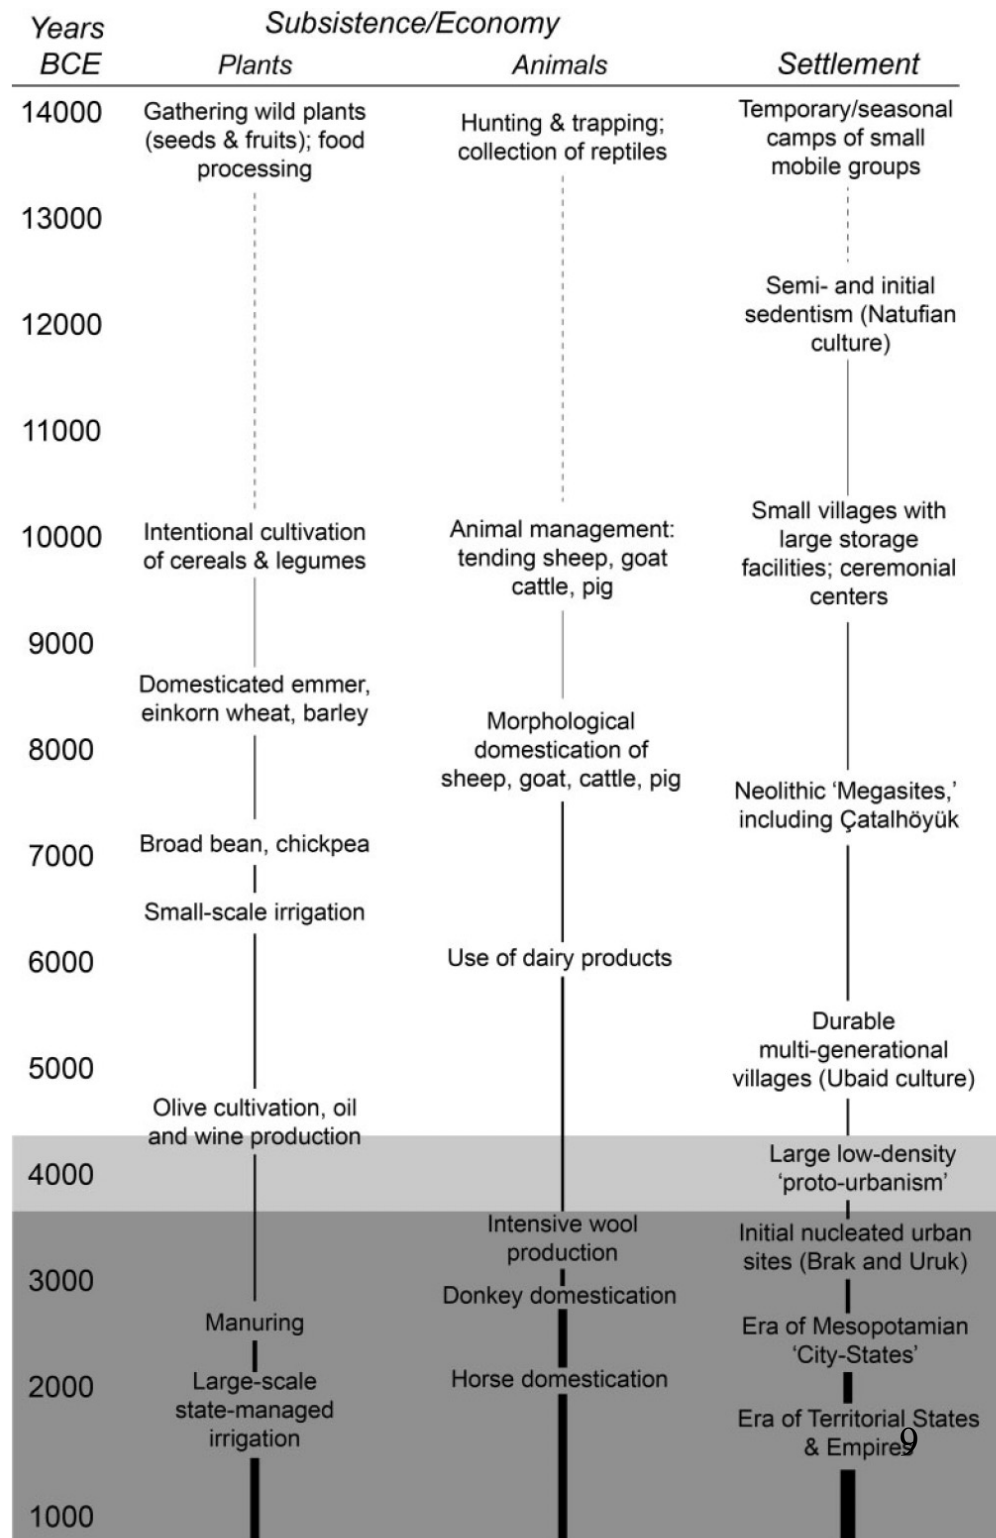 Years
BCE
Subsistence/Economy
Plants
Animals
Settlement
14000
Gathering wild plants
(seeds & fruits); food
processing
Hunting & trapping;
collection of reptiles
Temporary/seasonal
camps of small
mobile groups
13000
Semi- and initial
sedentism (Natufian
culture)
12000
11000
10000
Intentional cultivation
of cereals & legumes
Animal management:
tending sheep, goat
cattle, pig
Small villages with
large storage
facilities; ceremonial
centers
9000
Domesticated emmer,
einkorn wheat, barley
8000
Morphological
domestication of
sheep, goat, cattle, pig
Neolithic ‘Megasites,’
including Çatalhöyük
7000
Broad bean, chickpea
Small-scale irrigation
6000
Use of dairy products
5000
Durable
multi-generational
villages (Ubaid culture)
Olive cultivation, oil
and wine production
4000
Large low-density
‘proto-urbanism’
Intensive wool
production
Initial nucleated urban
sites (Brak and Uruk)
3000
Donkey domestication
Manuring
Era of Mesopotamian
‘City-States’
2000
Large-scale
state-managed
irrigation
Horse domestication
Era of Territorial States
& Empires
9
1000